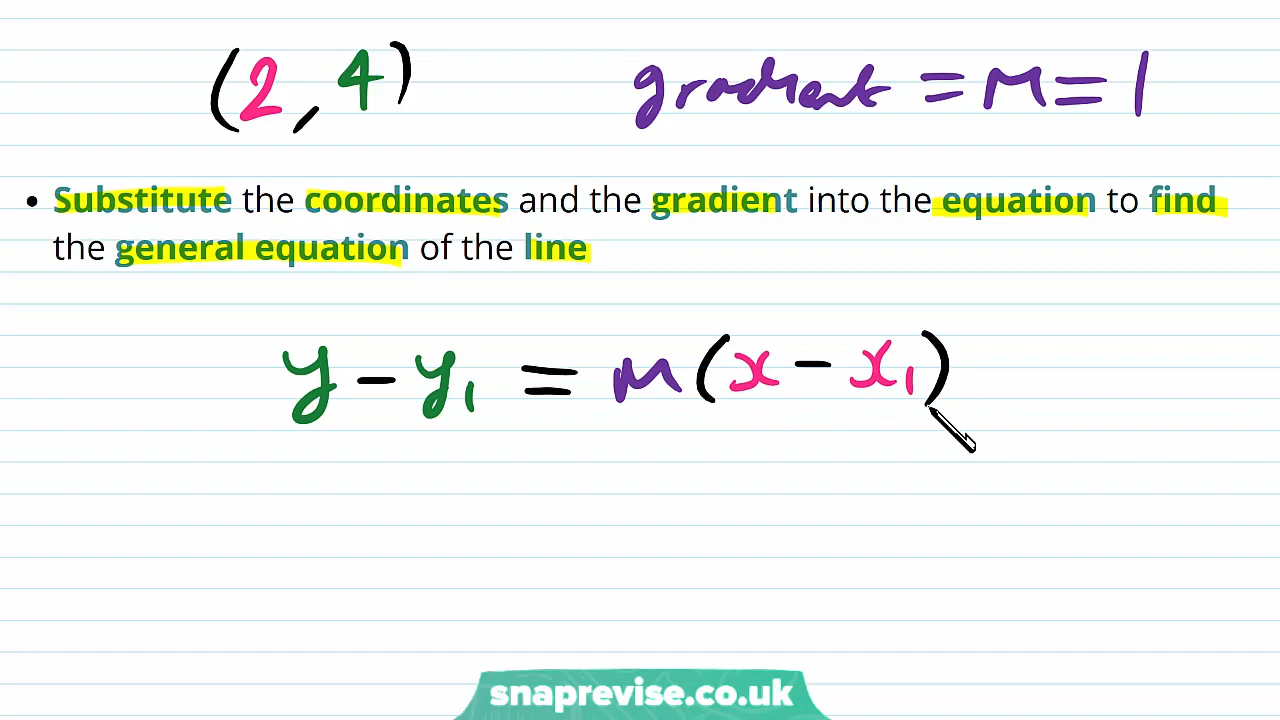 (2, 4) gradient = m = 1
• Substitute the coordinates and the gradient into the equation to find
the general equation of the line
y - y₁ = m(x - x₁)
snaprevise.co.uk